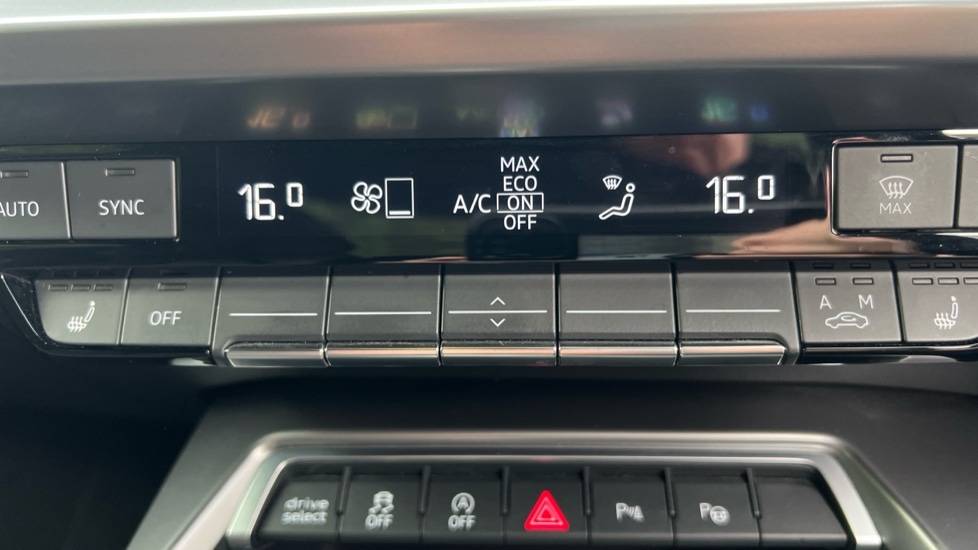 AUTO SYNC 16.0 A/C MAX ECO ON OFF 16.0 MAX
OFF A M
drive select OFF OFF P P